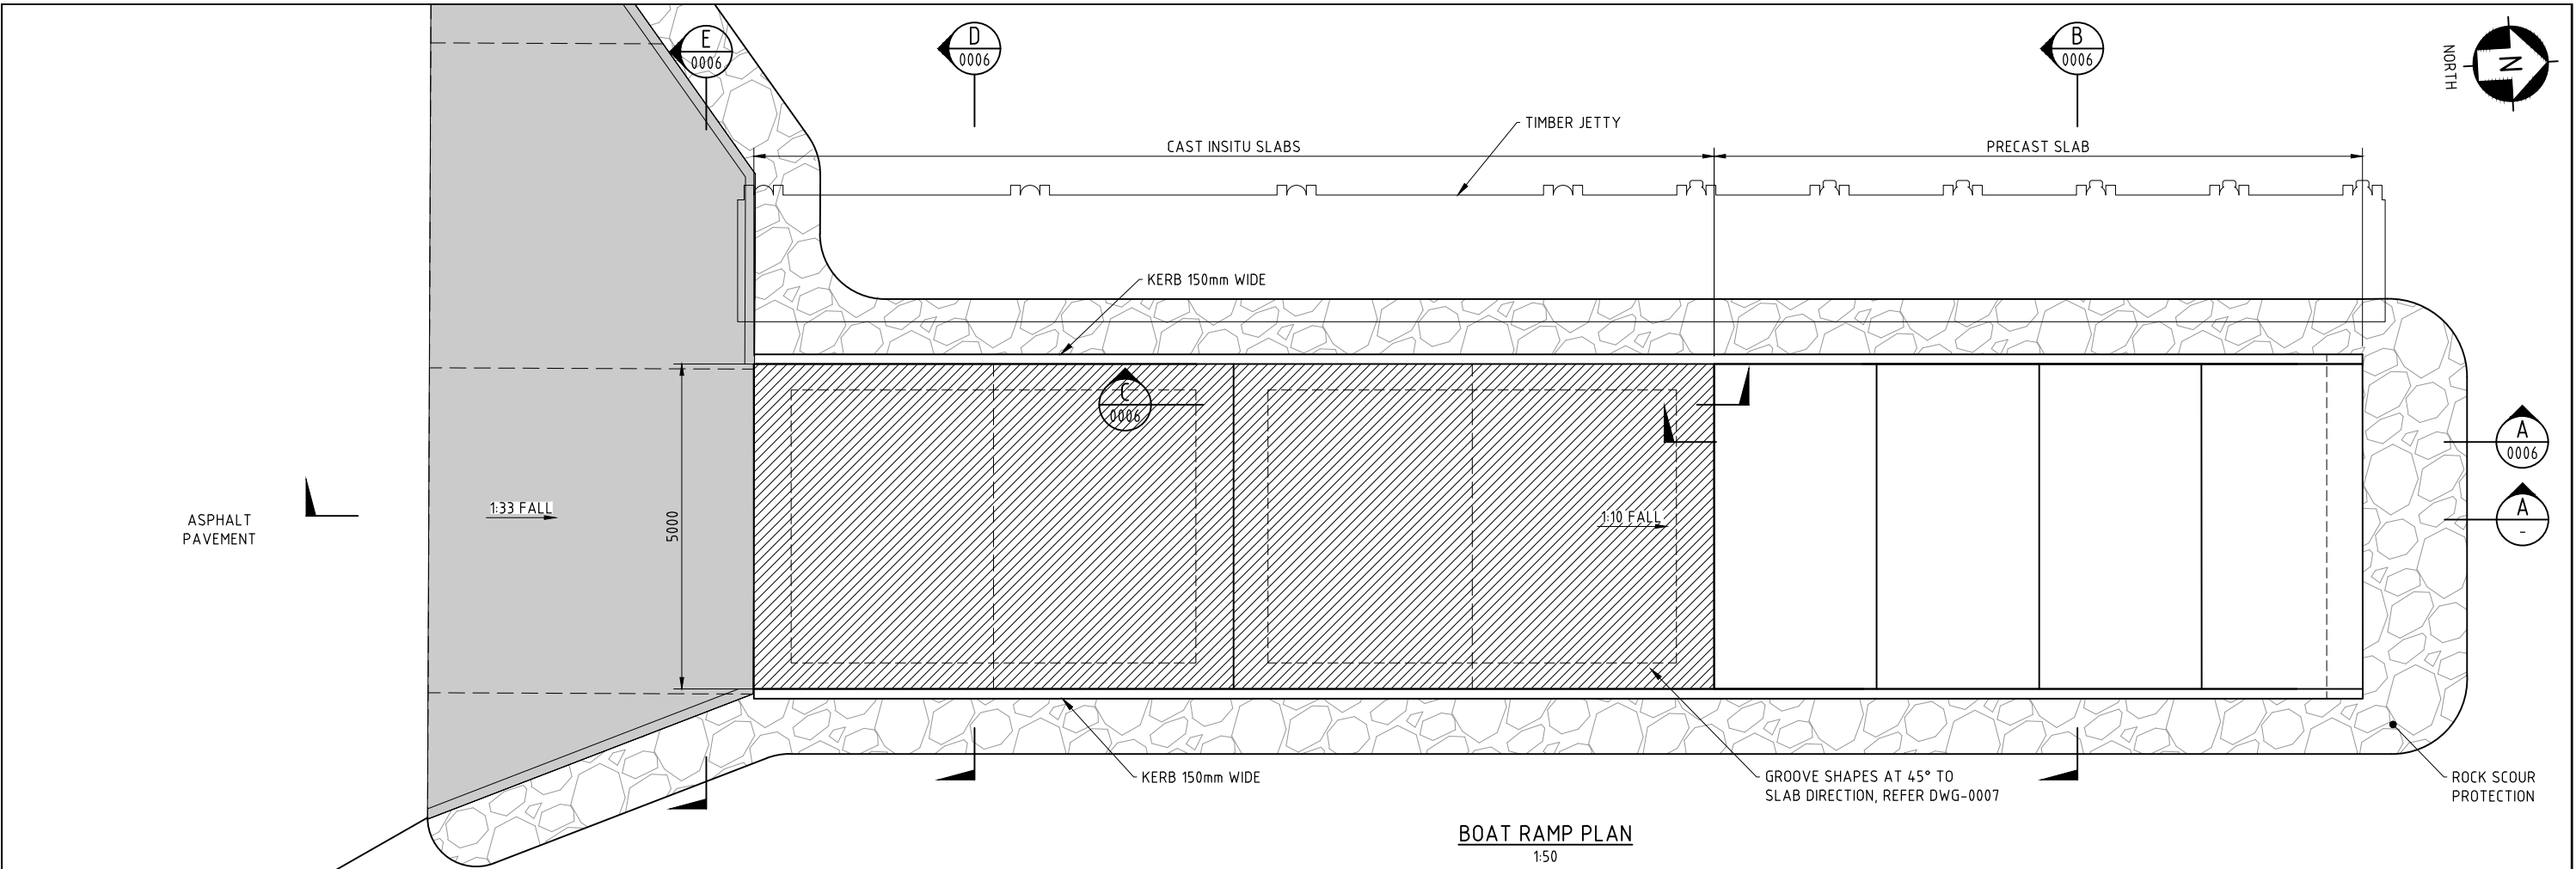 E
0006
D
0006
B
0006
NORTH
N
TIMBER JETTY
CAST INSITU SLABS
PRECAST SLAB
KERB 150mm WIDE
C
0006
A
0006
A
-
ASPHALT
PAVEMENT
1:33 FALL
5000
1:10 FALL
KERB 150mm WIDE
GROOVE SHAPES AT 45° TO
SLAB DIRECTION, REFER DWG-0007
ROCK SCOUR
PROTECTION
BOAT RAMP PLAN
1:50